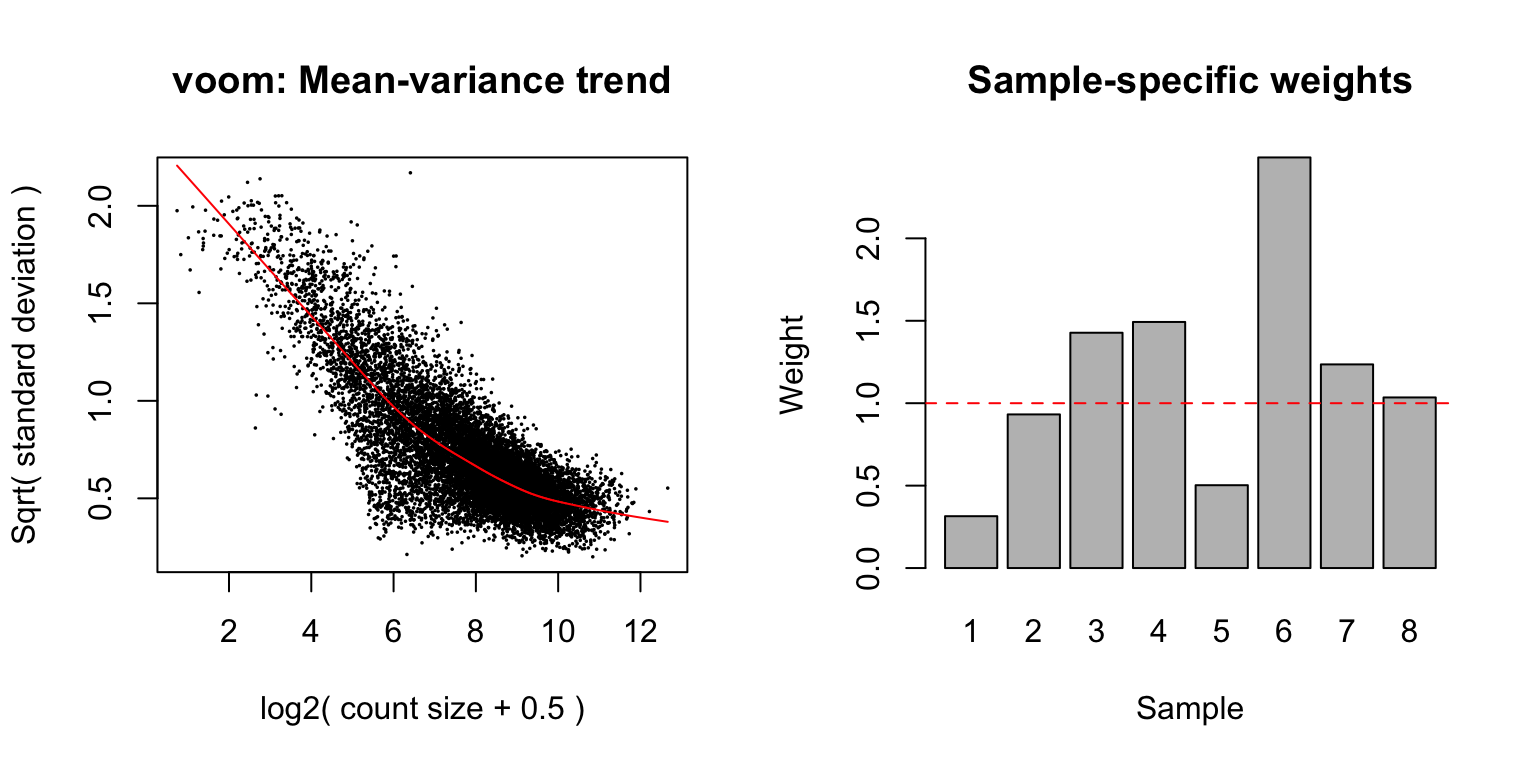 voom: Mean-variance trend
Sqrt( standard deviation )
2.0
1.5
1.0
0.5
2 4 6 8 10 12
log2( count size + 0.5 )
Sample-specific weights
Weight
2.0
1.5
1.0
0.5
0.0
1 2 3 4 5 6 7 8
Sample